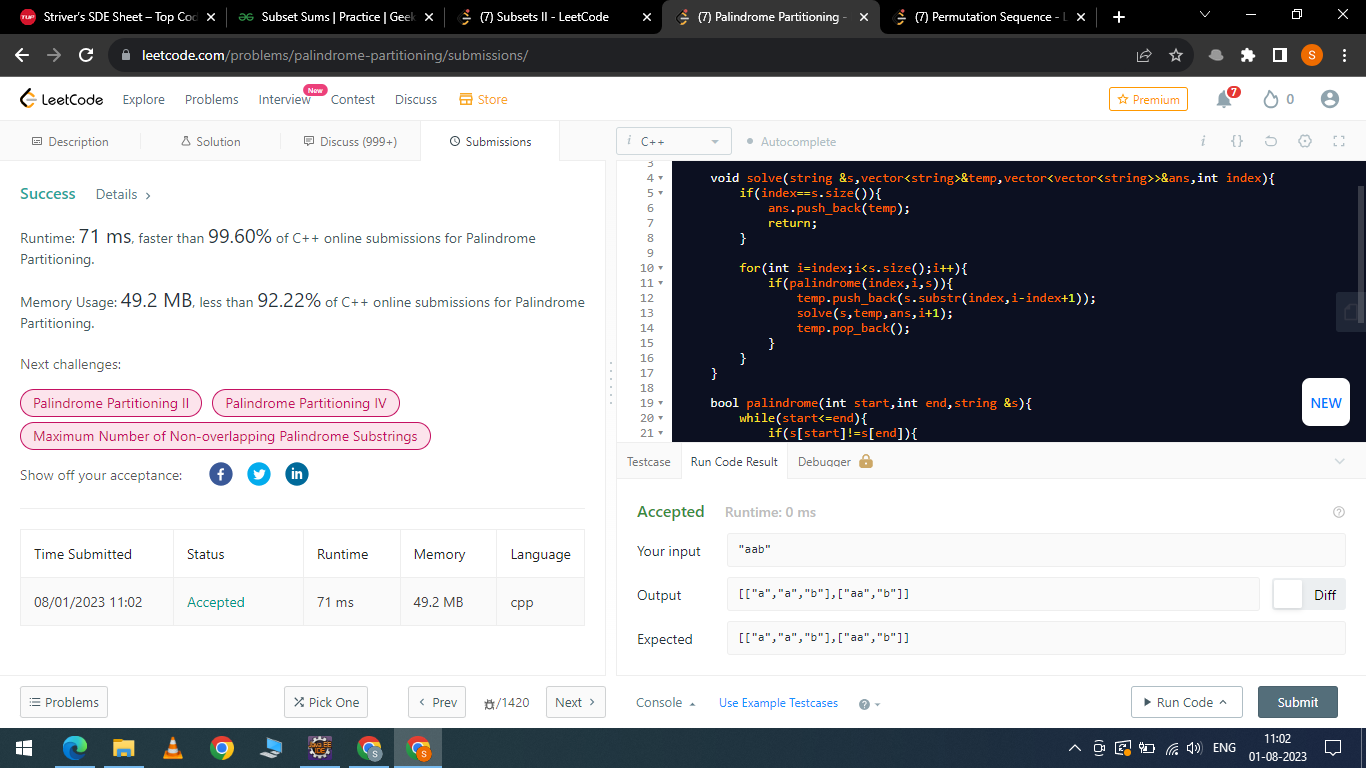 Striver's SDE Sheet – Top Co
Subset Sums | Practice | Geek
(7) Subsets II - LeetCode
(7) Palindrome Partitioning -
(7) Permutation Sequence - L
leetcode.com/problems/palindrome-partitioning/submissions/
S
LeetCode
Explore
Problems
Interview
New
Contest
Discuss
Store
Premium
7
0
Description
Solution
Discuss (999+)
Submissions
i C++
Autocomplete
Success
Details
Runtime: 71 ms, faster than 99.60% of C++ online submissions for Palindrome
Partitioning.
Memory Usage: 49.2 MB, less than 92.22% of C++ online submissions for Palindrome
Partitioning.
Next challenges:
Palindrome Partitioning II
Palindrome Partitioning IV
Maximum Number of Non-overlapping Palindrome Substrings
Show off your acceptance:
Time Submitted Status Runtime Memory Language
08/01/2023 11:02 Accepted 71 ms 49.2 MB cpp
Problems
Pick One
Prev
/1420
Next
3
4 void solve(string &s,vector<string>&temp,vector<vector<string>>&ans,int index){
5 if(index==s.size()){
6 ans.push_back(temp);
7 return;
8 }
9
10 for(int i=index;i<s.size();i++){
11 if(palindrome(index,i,s)){
12 temp.push_back(s.substr(index,i-index+1));
13 solve(s,temp,ans,i+1);
14 temp.pop_back();
15 }
16 }
17 }
18
19 bool palindrome(int start,int end,string &s){
20 while(start<=end){
21 if(s[start]!=s[end]){
NEW
Testcase
Run Code Result
Debugger
Accepted
Runtime: 0 ms
Your input
"aab"
Output
[["a","a","b"],["aa","b"]]
Diff
Expected
[["a","a","b"],["aa","b"]]
Console
Use Example Testcases
Run Code
Submit
ENG
11:02
01-08-2023